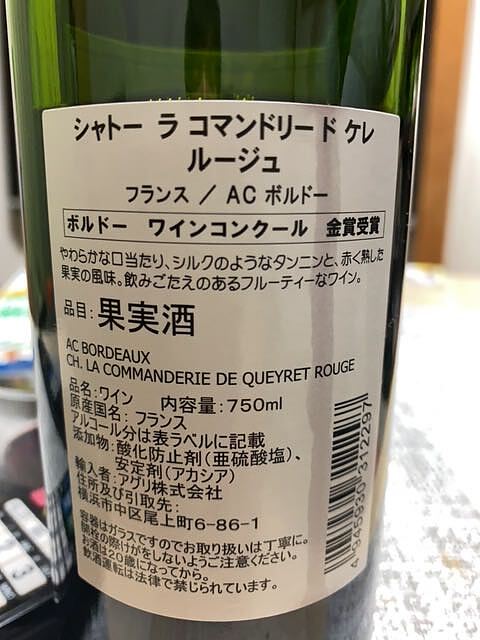 シャトー ラ コマンドリー ド ケレ
ルージュ
フランス / AC ボルドー
ボルドー ワインコンクール 金賞受賞
やわらかな口当たり、シルクのようなタンニンと、赤く熟した
果実の風味。飲みごたえのあるフルーティーなワイン。
品目:果実酒
AC BORDEAUX
CH. LA COMMANDERIE DE QUEYRET ROUGE
品名:ワイン 内容量:750ml
原産国名:フランス
アルコール分は表ラベルに記載
添加物:酸化防止剤(亜硫酸塩)、
安定剤(アカシア)
輸入者:アグリ株式会社
住所及び引取先:
横浜市中区尾上町6-86-1
容器はガラスですのでお取り扱いは丁寧に。
開栓の際けがをしないようご注意ください。
お酒は20歳になってから。
飲酒運転は法律で禁じられています。
4 945930 312297